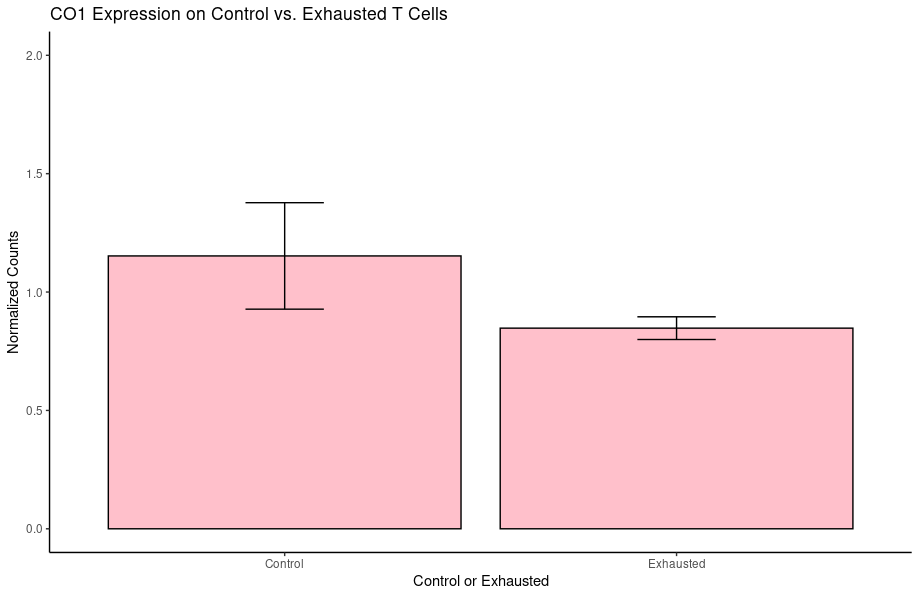 CO1 Expression on Control vs. Exhausted T Cells
2.0
1.5
1.0
0.5
0.0
Normalized Counts
Control
Exhausted
Control or Exhausted